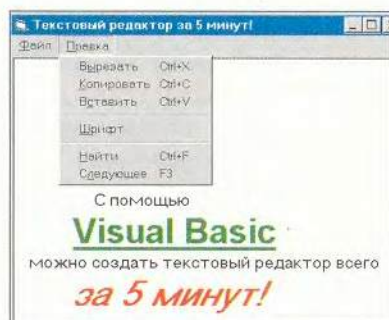 Текстовый редактор за 5 минут!
Файл Правка
Вырезать Ctrl+X
Копировать Ctrl+C
Вставить Ctrl+V
Шрифт
Найти Ctrl+F
Следующее F3
С помощью
Visual Basic
можно создать текстовый редактор всего
за 5 минут!